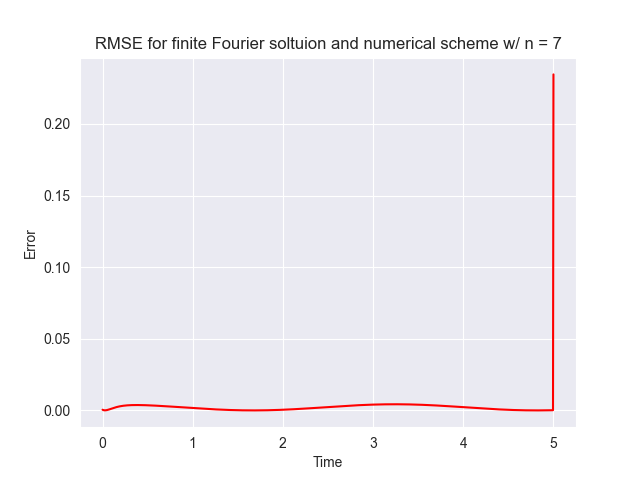 RMSE for finite Fourier soltuion and numerical scheme w/ n = 7
0.20
0.15
0.10
0.05
0.00
Error
0 1 2 3 4 5
Time